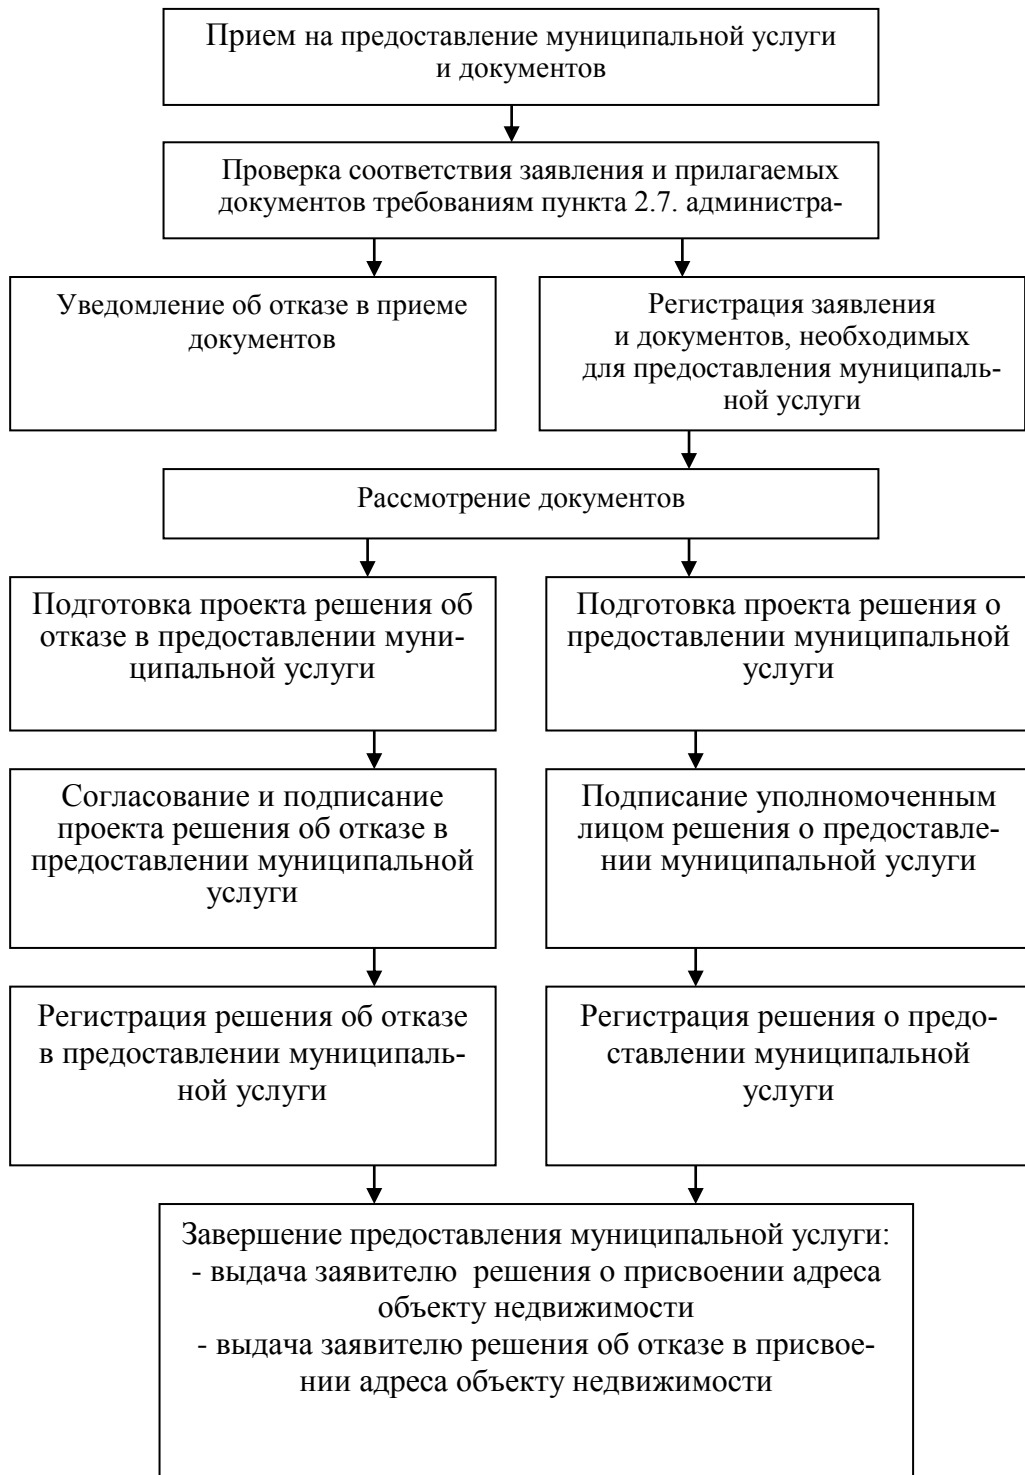 Прием на предоставление муниципальной услуги
и документов
Проверка соответствия заявления и прилагаемых
документов требованиям пункта 2.7. администра-
Уведомление об отказе в приеме
документов
Регистрация заявления
и документов, необходимых
для предоставления муниципаль-
ной услуги
Рассмотрение документов
Подготовка проекта решения об
отказе в предоставлении муни-
ципальной услуги
Подготовка проекта решения о
предоставлении муниципальной
услуги
Согласование и подписание
проекта решения об отказе в
предоставлении муниципальной
услуги
Подписание уполномоченным
лицом решения о предоставле-
нии муниципальной услуги
Регистрация решения об отказе
в предоставлении муниципаль-
ной услуги
Регистрация решения о предо-
ставлении муниципальной
услуги
Завершение предоставления муниципальной услуги:
- выдача заявителю  решения о присвоении адреса
объекту недвижимости
- выдача заявителю решения об отказе в присвое-
нии адреса объекту недвижимости